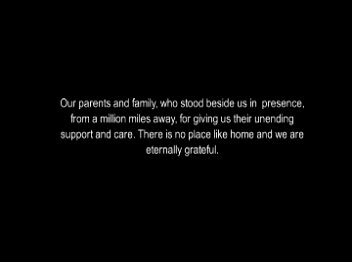 Our parents and family, who stood beside us in presence,
from a million miles away, for giving us their unending
support and care. There is no place like home and we are
eternally grateful.